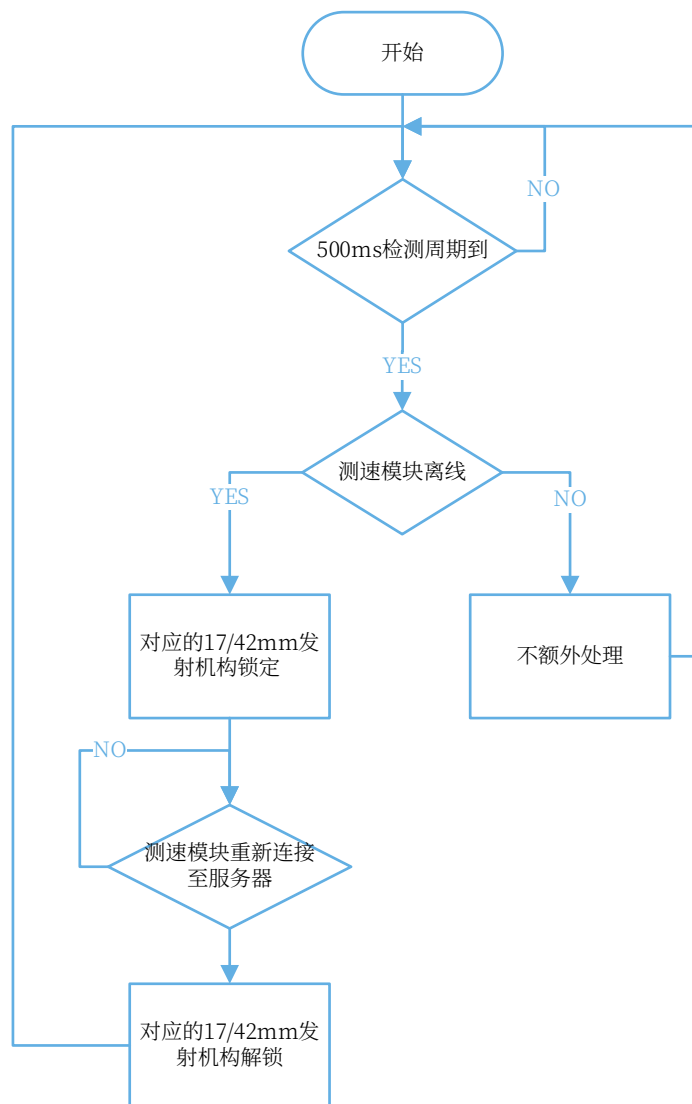 开始
NO
500ms检测周期到
YES
测速模块离线
YES
NO
对应的17/42mm发
射机构锁定
不额外处理
NO
测速模块重新连接
至服务器
对应的17/42mm发
射机构解锁